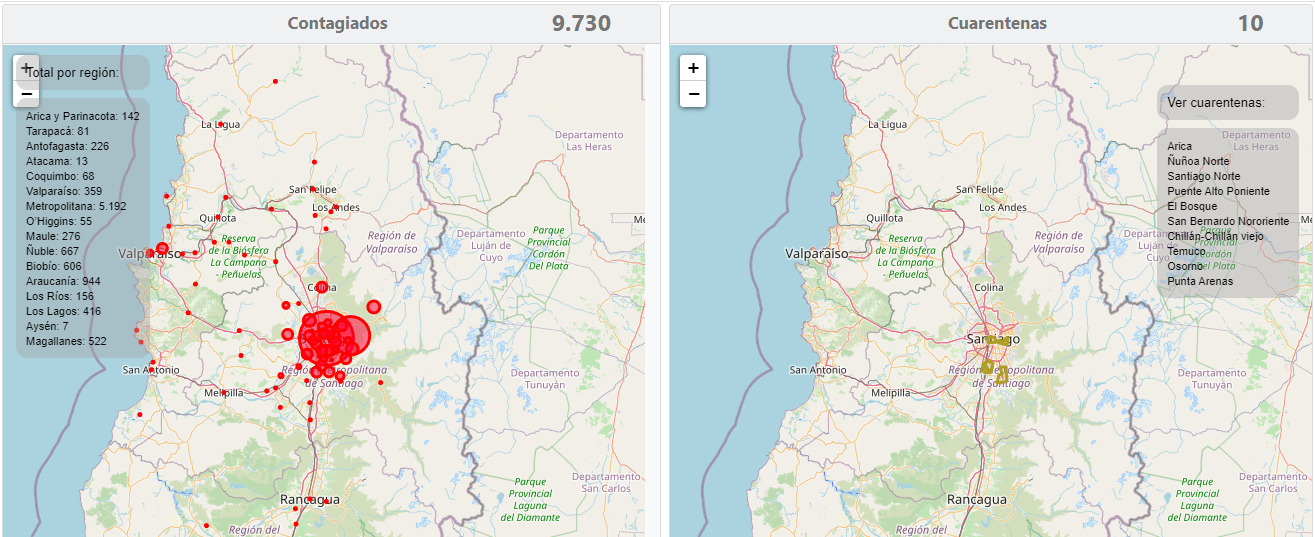 Contagiados
9.730
+
−
Total por región:
Arica y Parinacota: 142
Tarapacá: 81
Antofagasta: 226
Atacama: 13
Coquimbo: 68
Valparaíso: 359
Metropolitana: 5.192
O'Higgins: 55
Maule: 276
Ñuble: 667
Biobío: 606
Araucanía: 944
Los Ríos: 156
Los Lagos: 416
Aysén: 7
Magallanes: 522
La Ligua
San Felipe
Los Andes
Quillota
Valparaíso
Reserva
de la Biósfera
La Campana
- Peñuelas
Región de
Valparaíso
Colina
Región Metropolitana
de Santiago
San Antonio
Melipilla
Rancagua
Región del
Departamento
Las Heras
Departamento
Luján de
Cuyo
Parque
Provincial
Cordón
Del Plata
Me
Departamento
Tunuyán
Departamento
San Carlos
Parque
Provincial
Laguna
del Diamante
Cuarentenas
10
+
−
Ver cuarentenas:
Arica
Ñuñoa Norte
Santiago Norte
Puente Alto Poniente
El Bosque
San Bernardo Nororiente
Chillán-Chillán viejo
Temuco
Osorno
Punta Arenas
La Ligua
San Felipe
Los Andes
Quillota
Valparaíso
Reserva
de la Biósfera
La Campana
- Peñuelas
Región de
Valparaíso
Colina
Santiago
Región Metropolitana
de Santiago
San Antonio
Melipilla
Rancagua
Región del
Departamento
Las Heras
Departamento
Luján de
Cuyo
Parque
Provincial
Cordón
Del Plata
Me
Departamento
Tunuyán
Departamento
San Carlos
Parque
Provincial
Laguna
del Diamante